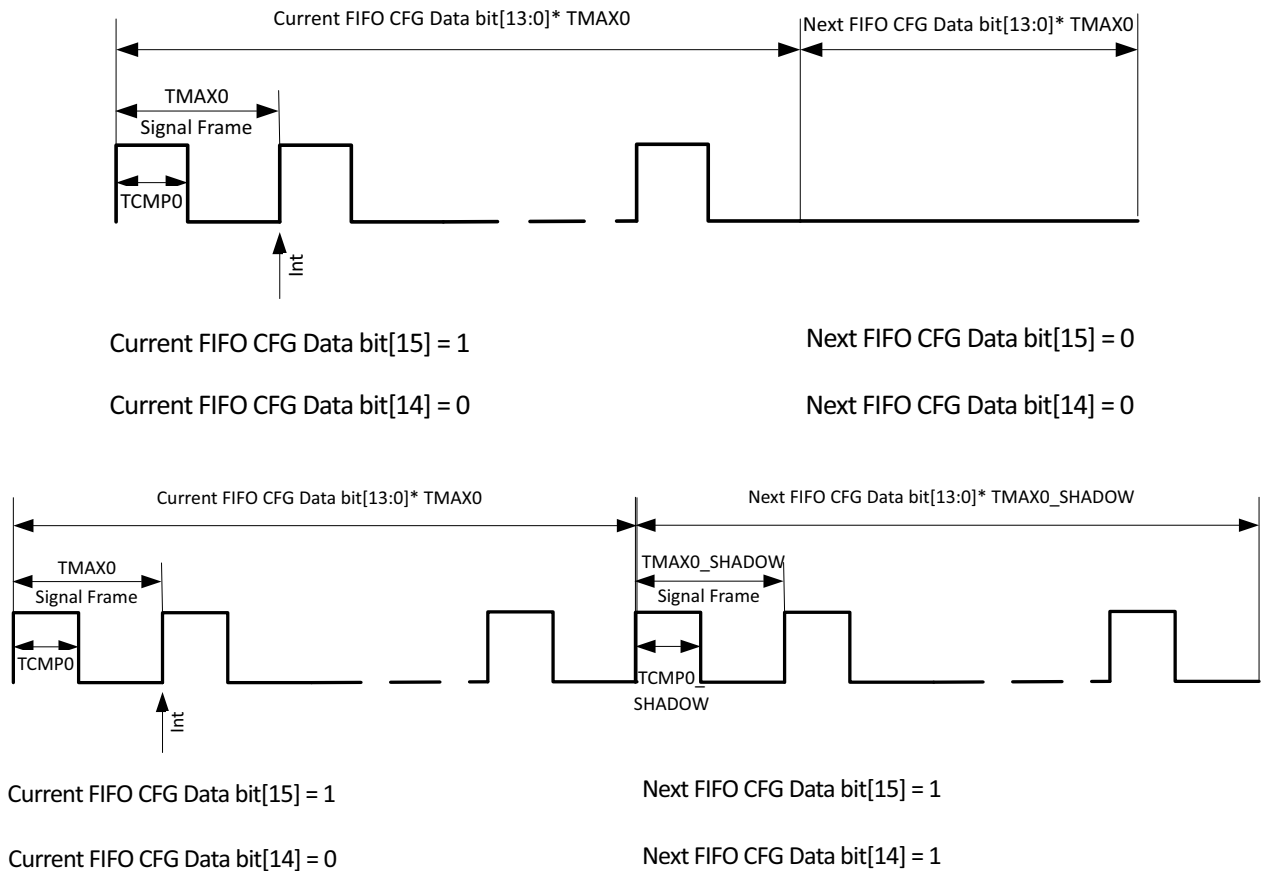 Current FIFO CFG Data bit[13:0]* TMAX0
Next FIFO CFG Data bit[13:0]* TMAX0
TMAX0
Signal Frame
TCMP0
Int
Current FIFO CFG Data bit[15] = 1
Next FIFO CFG Data bit[15] = 0
Current FIFO CFG Data bit[14] = 0
Next FIFO CFG Data bit[14] = 0
Current FIFO CFG Data bit[13:0]* TMAX0
Next FIFO CFG Data bit[13:0]* TMAX0_SHADOW
TMAX0
TMAX0_SHADOW
Signal Frame
Signal Frame
TCMP0
TCMP0_
SHADOW
Int
Current FIFO CFG Data bit[15] = 1
Next FIFO CFG Data bit[15] = 1
Current FIFO CFG Data bit[14] = 0
Next FIFO CFG Data bit[14] = 1